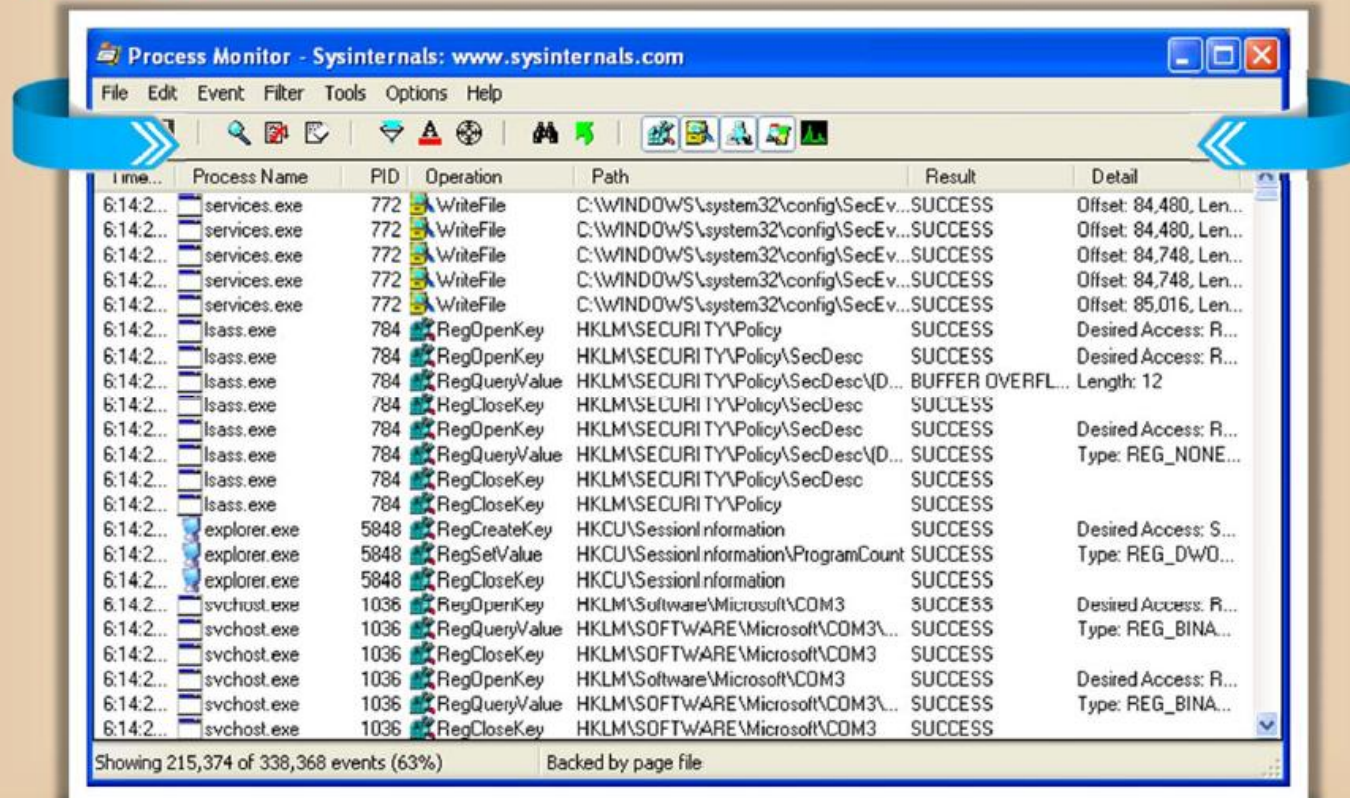 Process Monitor - Sysinternals: www.sysinternals.com
File Edit Event Filter Tools Options Help
Time... Process Name PID Operation Path Result Detail
6:14:2... services.exe 772 WriteFile C:\WINDOWS\system32\config\SecEv... SUCCESS Offset: 84,480, Len...
6:14:2... services.exe 772 WriteFile C:\WINDOWS\system32\config\SecEv... SUCCESS Offset: 84,480, Len...
6:14:2... services.exe 772 WriteFile C:\WINDOWS\system32\config\SecEv... SUCCESS Offset: 84,748, Len...
6:14:2... services.exe 772 WriteFile C:\WINDOWS\system32\config\SecEv... SUCCESS Offset: 84,748, Len...
6:14:2... services.exe 772 WriteFile C:\WINDOWS\system32\config\SecEv... SUCCESS Offset: 85,016, Len...
6:14:2... lsass.exe 784 RegOpenKey HKLM\SECURITY\Policy SUCCESS Desired Access: R...
6:14:2... lsass.exe 784 RegOpenKey HKLM\SECURITY\Policy\SecDesc SUCCESS Desired Access: R...
6:14:2... lsass.exe 784 RegQueryValue HKLM\SECURITY\Policy\SecDesc\(D... BUFFER OVERFL... Length: 12
6:14:2... lsass.exe 784 RegCloseKey HKLM\SECURITY\Policy\SecDesc SUCCESS
6:14:2... lsass.exe 784 RegOpenKey HKLM\SECURITY\Policy\SecDesc SUCCESS Desired Access: R...
6:14:2... lsass.exe 784 RegQueryValue HKLM\SECURITY\Policy\SecDesc\(D... SUCCESS Type: REG_NONE...
6:14:2... lsass.exe 784 RegCloseKey HKLM\SECURITY\Policy\SecDesc SUCCESS
6:14:2... lsass.exe 784 RegCloseKey HKLM\SECURITY\Policy SUCCESS
6:14:2... explorer.exe 5848 RegCreateKey HKCU\SessionInformation SUCCESS Desired Access: S...
6:14:2... explorer.exe 5848 RegSetValue HKCU\SessionInformation\ProgramCount SUCCESS Type: REG_DWO...
6:14:2... explorer.exe 5848 RegCloseKey HKCU\SessionInformation SUCCESS
6:14:2... svchost.exe 1036 RegOpenKey HKLM\Software\Microsoft\COM3 SUCCESS Desired Access: R...
6:14:2... svchost.exe 1036 RegQueryValue HKLM\SOFTWARE\Microsoft\COM3\... SUCCESS Type: REG_BINA...
6:14:2... svchost.exe 1036 RegCloseKey HKLM\SOFTWARE\Microsoft\COM3 SUCCESS
6:14:2... svchost.exe 1036 RegOpenKey HKLM\Software\Microsoft\COM3 SUCCESS Desired Access: R...
6:14:2... svchost.exe 1036 RegQueryValue HKLM\SOFTWARE\Microsoft\COM3\... SUCCESS Type: REG_BINA...
6:14:2... svchost.exe 1036 RegCloseKey HKLM\SOFTWARE\Microsoft\COM3 SUCCESS
Showing 215,374 of 338,368 events (63%) Backed by page file